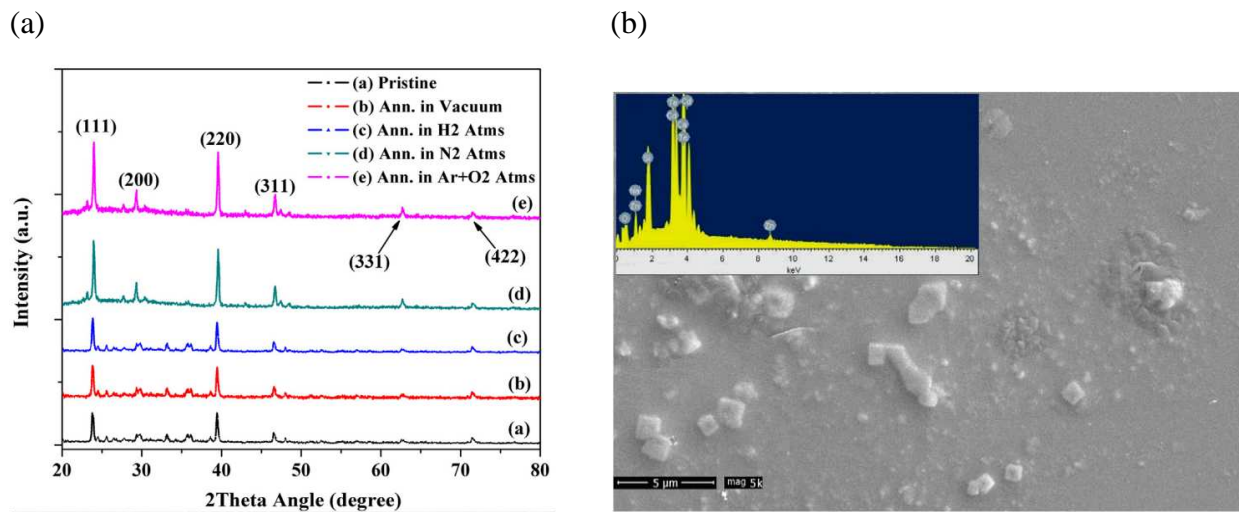 (a)
(b)
(a) Pristine
(b) Ann. in Vacuum
(c) Ann. in H2 Atms
(d) Ann. in N2 Atms
(e) Ann. in Ar+O2 Atms
(111)
(200)
(220)
(311)
(331)
(422)
(e)
(d)
(c)
(b)
(a)
Intensity (a.u.)
20 30 40 50 60 70 80
2Theta Angle (degree)
0 2 4 6 8 10 12 14 16 18 20
keV
5 µm
mag 5k